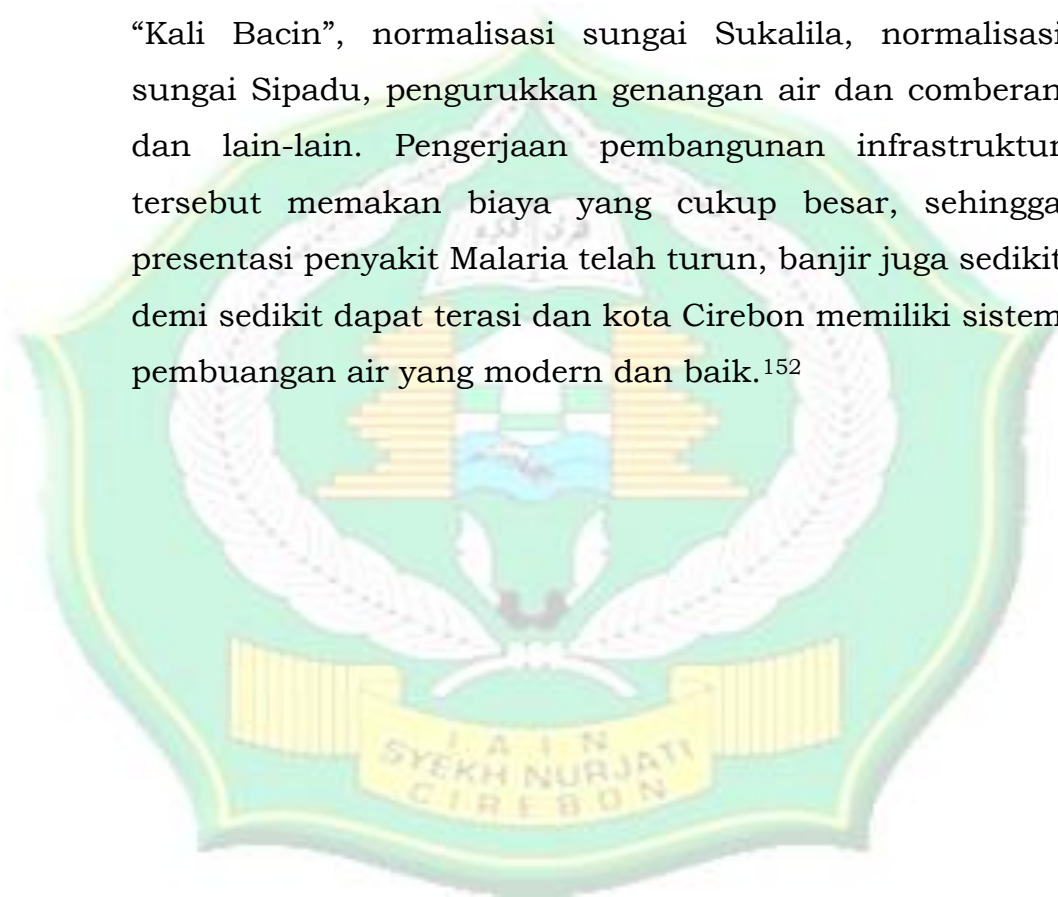 “Kali Bacin”, normalisasi sungai Sukalila, normalisasi
sungai Sipadu, pengurukkan genangan air dan comberan
dan lain-lain. Pengerjaan pembangunan infrastruktur
tersebut memakan biaya yang cukup besar, sehingga
presentasi penyakit Malaria telah turun, banjir juga sedikit
demi sedikit dapat terasi dan kota Cirebon memiliki sistem
pembuangan air yang modern dan baik.152
IAIN
SYEKH NURJATI
CIREBON